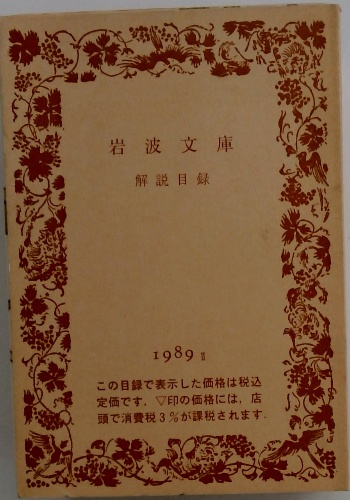 岩波文庫
解説目録
1989 Ⅱ
この目録で表示した価格は税込
定価です．▽印の価格には，店
頭で消費税3％が課税されます．